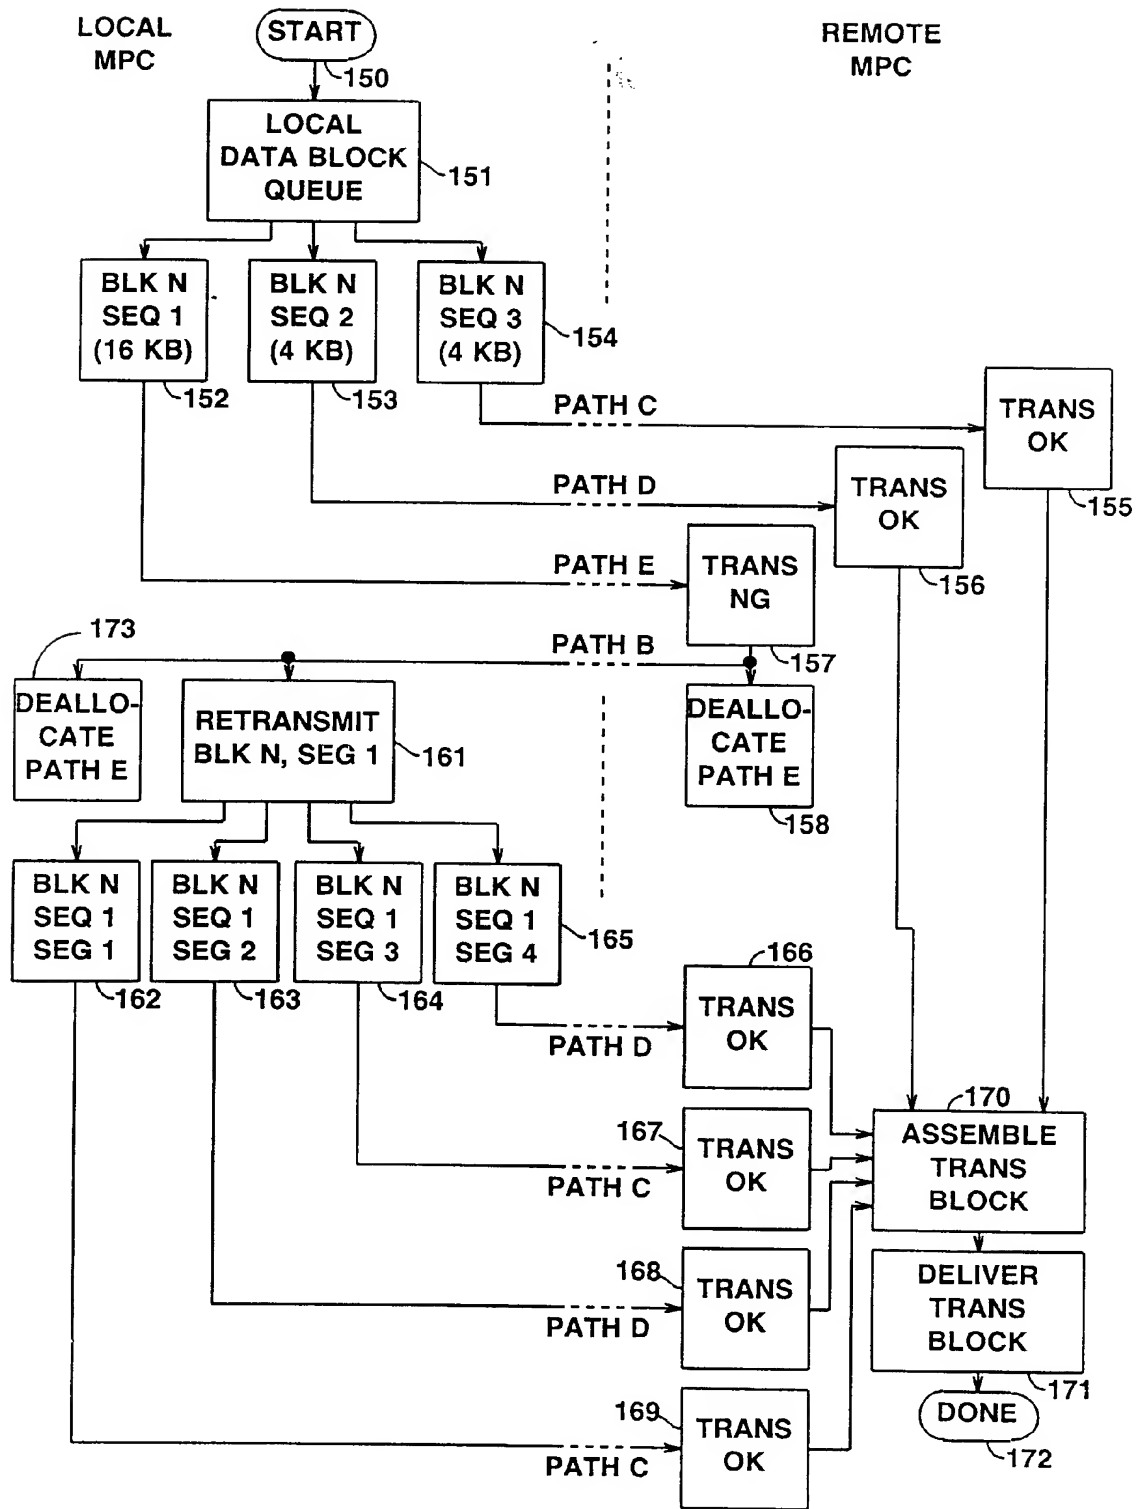 LOCAL
MPC
START
REMOTE
MPC
150
LOCAL
DATA BLOCK
QUEUE
151
BLK N
SEQ 1
(16 KB)
152
BLK N
SEQ 2
(4 KB)
153
BLK N
SEQ 3
(4 KB)
154
PATH C
TRANS
OK
155
PATH D
TRANS
OK
156
PATH E
TRANS
NG
157
PATH B
173
DEALLO-
CATE
PATH E
RETRANSMIT
BLK N, SEG 1
161
DEALLO-
CATE
PATH E
158
BLK N
SEQ 1
SEG 1
162
BLK N
SEQ 1
SEG 2
163
BLK N
SEQ 1
SEG 3
164
BLK N
SEQ 1
SEG 4
165
PATH D
166
TRANS
OK
PATH C
167
TRANS
OK
170
ASSEMBLE
TRANS
BLOCK
PATH D
168
TRANS
OK
DELIVER
TRANS
BLOCK
171
PATH C
169
TRANS
OK
DONE
172